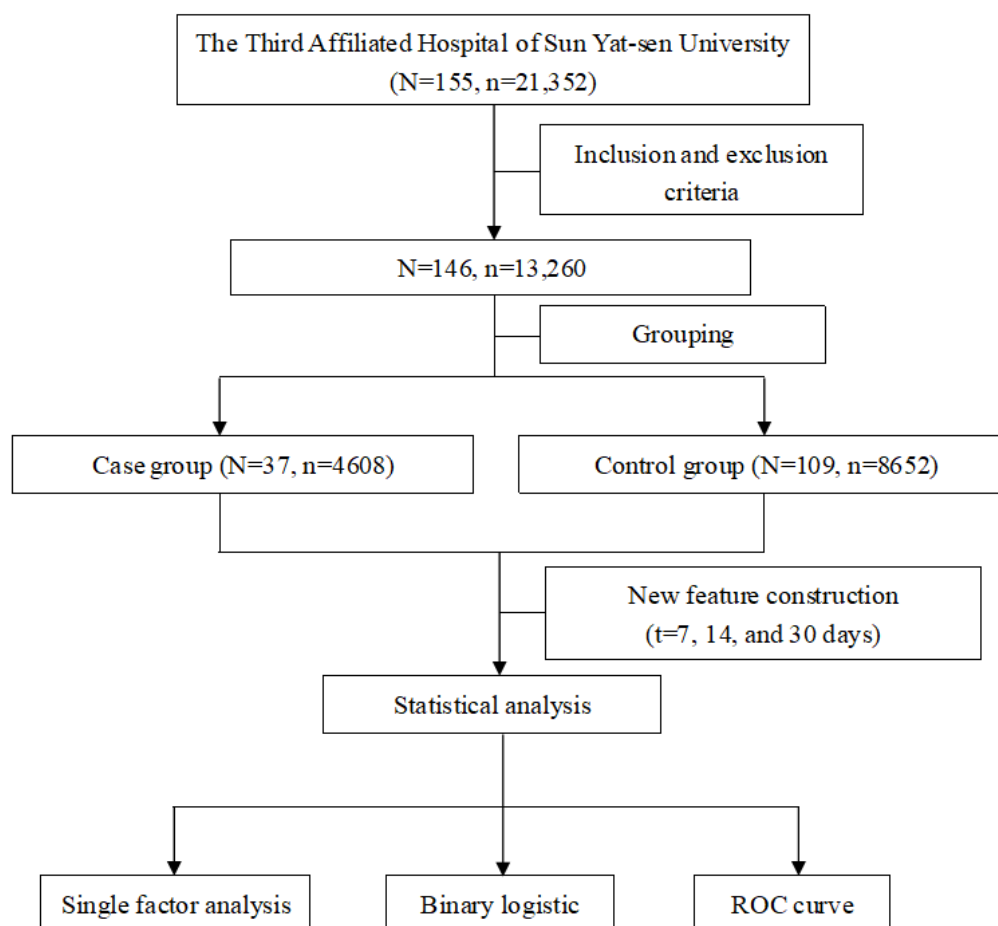 The Third Affiliated Hospital of Sun Yat-sen University
(N=155, n=21,352)
Inclusion and exclusion
criteria
N=146, n=13,260
Grouping
Case group (N=37, n=4608)
Control group (N=109, n=8652)
New feature construction
(t=7, 14, and 30 days)
Statistical analysis
Single factor analysis
Binary logistic
ROC curve